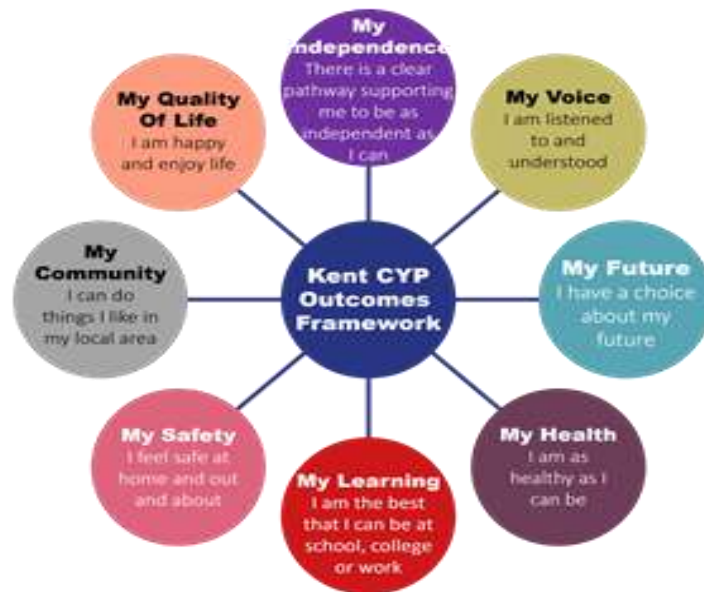 My
Independence
There is a clear
pathway supporting
me to be as
independent as
I can
My Voice
I am listened
to and
understood
My Future
I have a choice
about my
future
My Health
I am as
healthy as I
can be
My Learning
I am the best
that I can be at
school, college
or work
My Safety
I feel safe at
home and out
and about
My
Community
I can do
things I like in
my local area
My Quality
Of Life
I am happy
and enjoy life
Kent CYP
Outcomes
Framework